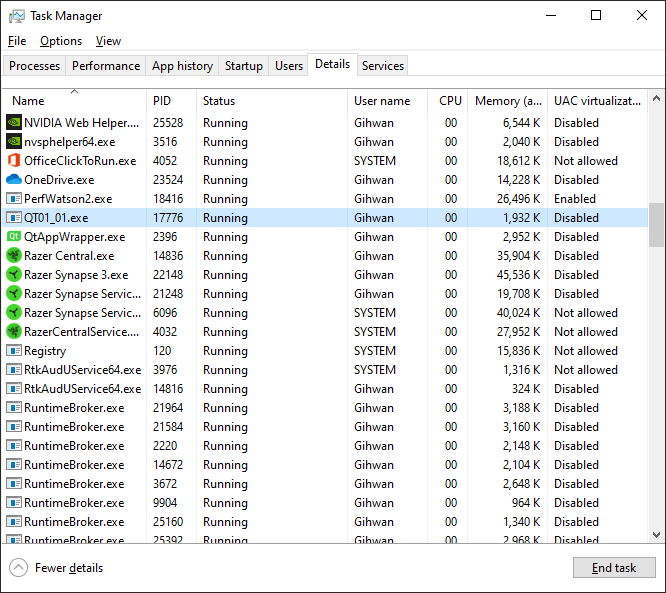 Task Manager
File Options View
Processes Performance App history Startup Users Details Services
Name PID Status User name CPU Memory (a... UAC virtualizat...
NVIDIA Web Helper.... 25528 Running Gihwan 00 6,544 K Disabled
nvsphelper64.exe 3516 Running Gihwan 00 2,040 K Disabled
OfficeClickToRun.exe 4052 Running SYSTEM 00 18,612 K Not allowed
OneDrive.exe 23524 Running Gihwan 00 14,228 K Disabled
PerfWatson2.exe 18416 Running Gihwan 00 26,496 K Enabled
QT01_01.exe 17776 Running Gihwan 00 1,932 K Disabled
Qt QtAppWrapper.exe 2396 Running Gihwan 00 2,952 K Disabled
Razer Central.exe 14836 Running Gihwan 00 35,904 K Disabled
Razer Synapse 3.exe 22148 Running Gihwan 00 45,536 K Disabled
Razer Synapse Servic... 21248 Running Gihwan 00 19,708 K Disabled
Razer Synapse Servic... 6096 Running SYSTEM 00 40,024 K Not allowed
RazerCentralService.... 4032 Running SYSTEM 00 27,952 K Not allowed
Registry 120 Running SYSTEM 00 15,836 K Not allowed
RtkAudUService64.exe 3976 Running SYSTEM 00 1,316 K Not allowed
RtkAudUService64.exe 14816 Running Gihwan 00 324 K Disabled
RuntimeBroker.exe 21964 Running Gihwan 00 3,188 K Disabled
RuntimeBroker.exe 21584 Running Gihwan 00 3,160 K Disabled
RuntimeBroker.exe 2220 Running Gihwan 00 2,148 K Disabled
RuntimeBroker.exe 14672 Running Gihwan 00 2,104 K Disabled
RuntimeBroker.exe 3672 Running Gihwan 00 2,648 K Disabled
RuntimeBroker.exe 9904 Running Gihwan 00 964 K Disabled
RuntimeBroker.exe 25160 Running Gihwan 00 1,340 K Disabled
RuntimeBroker.exe 25392 Running Gihwan 00 2,968 K Disabled
Fewer details End task